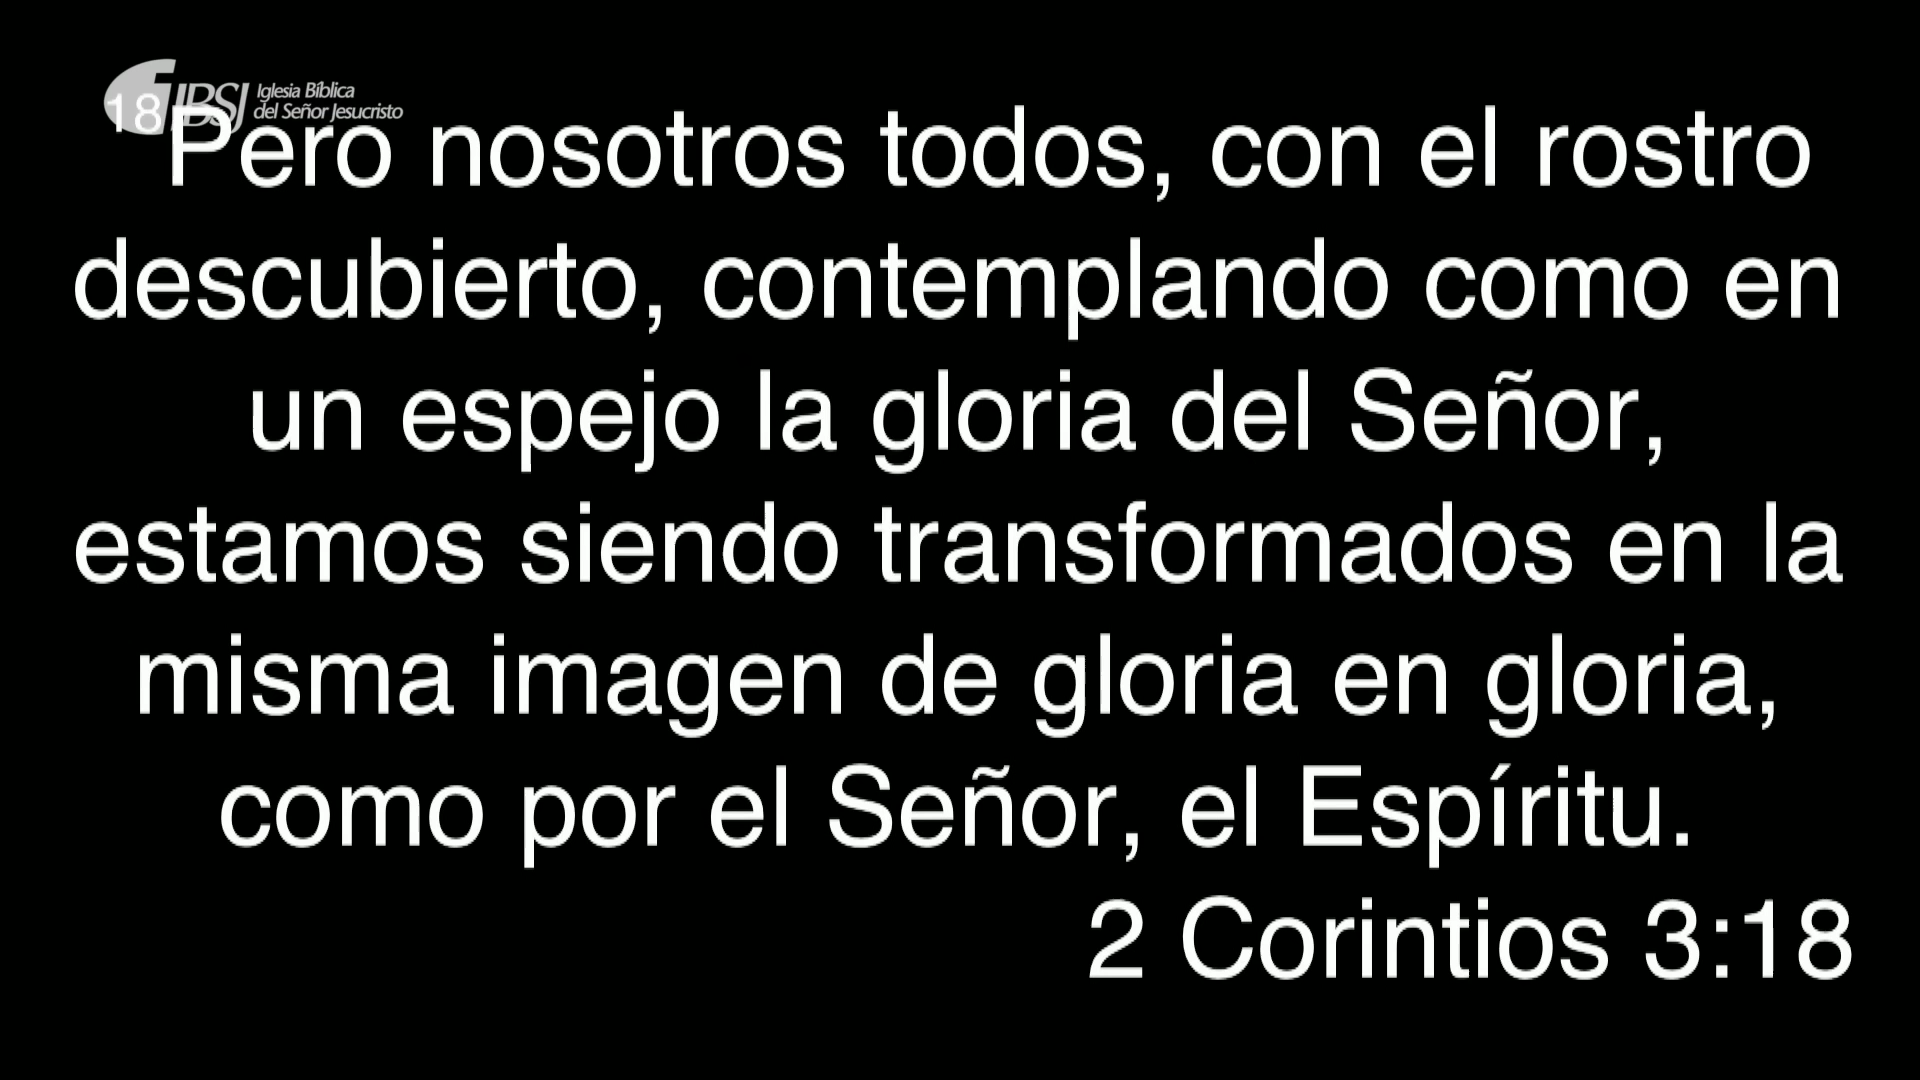 IBSJ Iglesia Bíblica
del Señor Jesucristo
18 Pero nosotros todos, con el rostro
descubierto, contemplando como en
un espejo la gloria del Señor,
estamos siendo transformados en la
misma imagen de gloria en gloria,
como por el Señor, el Espíritu.
2 Corintios 3:18